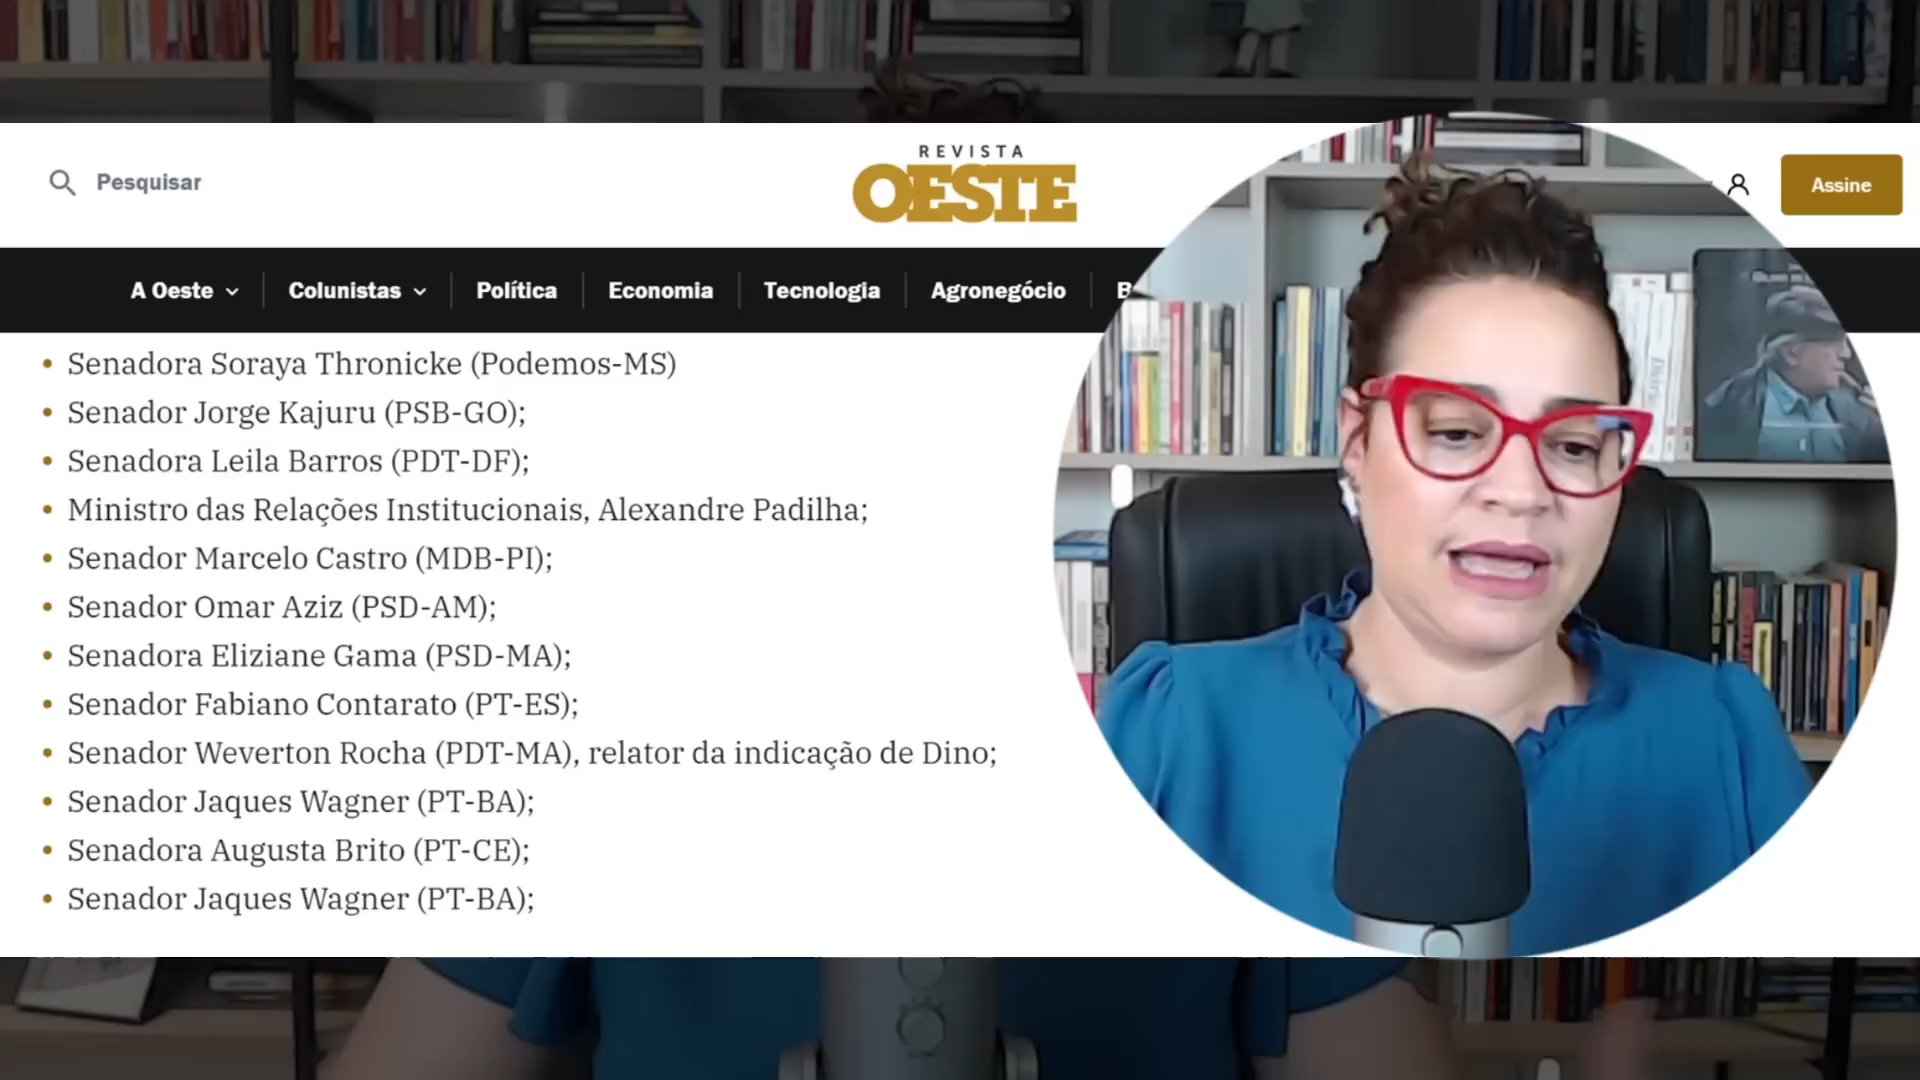 Pesquisar
REVISTA
OESTE
Assine
A Oeste
Colunistas
Política
Economia
Tecnologia
Agronegócio
• Senadora Soraya Thronicke (Podemos-MS)
• Senador Jorge Kajuru (PSB-GO);
• Senadora Leila Barros (PDT-DF);
• Ministro das Relações Institucionais, Alexandre Padilha;
• Senador Marcelo Castro (MDB-PI);
• Senador Omar Aziz (PSD-AM);
• Senadora Eliziane Gama (PSD-MA);
• Senador Fabiano Contarato (PT-ES);
• Senador Weverton Rocha (PDT-MA), relator da indicação de Dino;
• Senador Jaques Wagner (PT-BA);
• Senadora Augusta Brito (PT-CE);
• Senador Jaques Wagner (PT-BA);